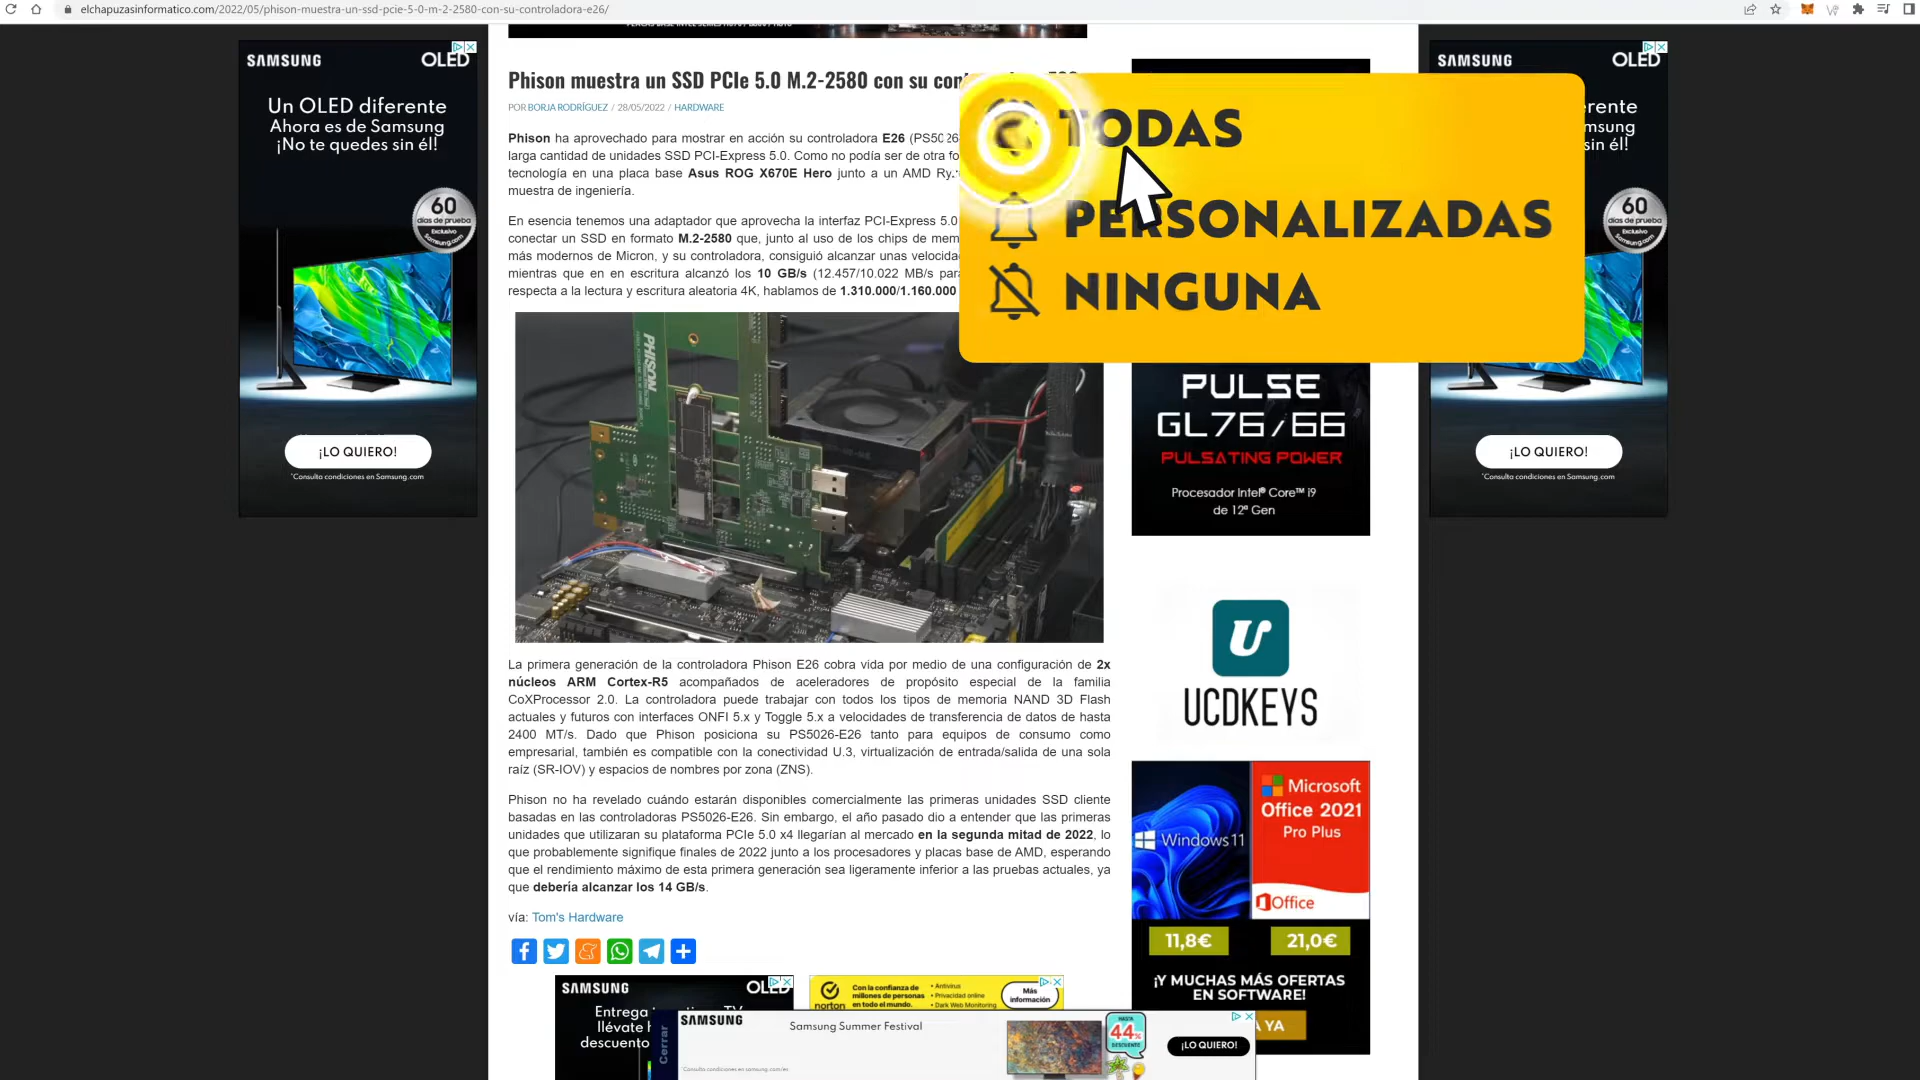 elchapuzasinformatico.com/2022/05/phison-muestra-un-ssd-pcie-5-0-m-2-2580-con-su-controladora-e26/
SAMSUNG OLED
Un OLED diferente
Ahora es de Samsung
¡No te quedes sin él!
60
días de prueba
Exclusivo
Samsung.com
¡LO QUIERO!
*Consulta condiciones en Samsung.com
Phison muestra un SSD PCIe 5.0 M.2-2580 con su
POR BORJA RODRÍGUEZ / 28/05/2022 / HARDWARE
Phison ha aprovechado para mostrar en acción su controladora E26 (PS5026
larga cantidad de unidades SSD PCI-Express 5.0. Como no podía ser de otra
tecnología en una placa base Asus ROG X670E Hero junto a un AMD
muestra de ingeniería.
En esencia tenemos una adaptador que aprovecha la interfaz PCI-Express 5.0
conectar un SSD en formato M.2-2580 que, junto al uso de los chips de
más modernos de Micron, y su controladora, consiguió alcanzar unas
mientras que en en escritura alcanzó los 10 GB/s (12.457/10.022 MB/s
respecta a la lectura y escritura aleatoria 4K, hablamos de 1.310.000/1.160.000
TODAS
PERSONALIZADAS
NINGUNA
PHISON
La primera generación de la controladora Phison E26 cobra vida por medio de una configuración de 2x
núcleos ARM Cortex-R5 acompañados de aceleradores de propósito especial de la familia
CoXProcessor 2.0. La controladora puede trabajar con todos los tipos de memoria NAND 3D Flash
actuales y futuros con interfaces ONFI 5.x y Toggle 5.x a velocidades de transferencia de datos de hasta
2400 MT/s. Dado que Phison posiciona su PS5026-E26 tanto para equipos de consumo como
empresarial, también es compatible con la conectividad U.3, virtualización de entrada/salida de una sola
raíz (SR-IOV) y espacios de nombres por zona (ZNS).
Phison no ha revelado cuándo estarán disponibles comercialmente las primeras unidades SSD cliente
basadas en las controladoras PS5026-E26. Sin embargo, el año pasado dio a entender que las primeras
unidades que utilizaran su plataforma PCIe 5.0 x4 llegarían al mercado en la segunda mitad de 2022, lo
que probablemente signifique finales de 2022 junto a los procesadores y placas base de AMD, esperando
que el rendimiento máximo de esta primera generación sea ligeramente inferior a las pruebas actuales, ya
que debería alcanzar los 14 GB/s.
vía: Tom's Hardware
SAMSUNG OLED
Entrega
llévate
descuento
norton
Con la confianza de
millones de personas
en todo el mundo.
• Antivirus
• Privacidad online
• Dark Web Monitoring
Más
información
Cerrar
SAMSUNG
Samsung Summer Festival
*Consulta condiciones en samsung.com/es
HASTA
44%
DESCUENTO
¡LO QUIERO!
PULSE
GL76/66
PULSATING POWER
Procesador Intel® Core™ i9
de 12ª Gen
U
UCDKEYS
Windows 11
Microsoft
Office 2021
Pro Plus
Office
11,8€ 21,0€
¡Y MUCHAS MÁS OFERTAS
EN SOFTWARE!
YA
SAMSUNG OLED
60
días de prueba
Exclusivo
Samsung.com
¡LO QUIERO!
*Consulta condiciones en Samsung.com